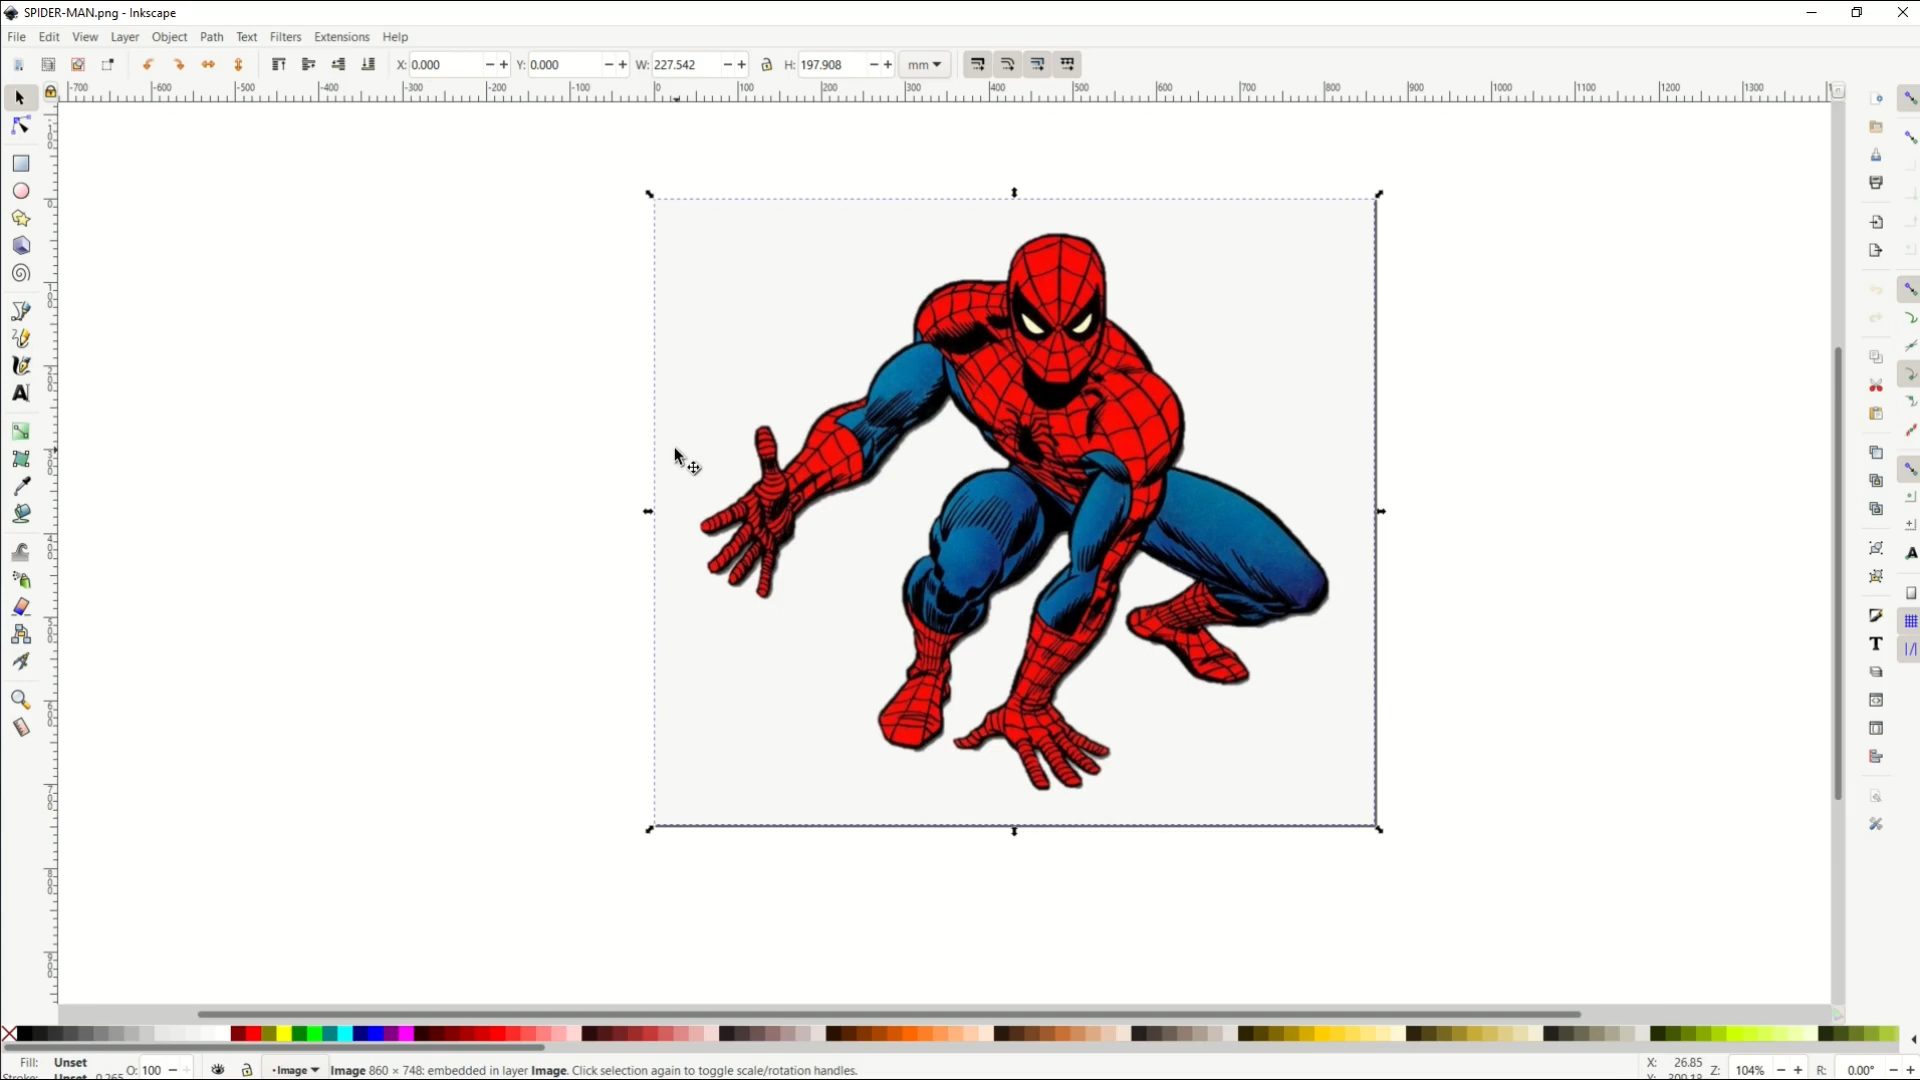 SPIDER-MAN.png - Inkscape
File Edit View Layer Object Path Text Filters Extensions Help
X: 0.000 Y: 0.000 W: 227.542 H: 197.908 mm
-700 -600 -500 -400 -300 -200 -100 0 100 200 300 400 500 600 700 800 900 1000 1100 1200 1300
Fill: Unset O: 100 Image Image 860 × 748: embedded in layer Image. Click selection again to toggle scale/rotation handles. X: 26.85 Z: 104% R: 0.00°